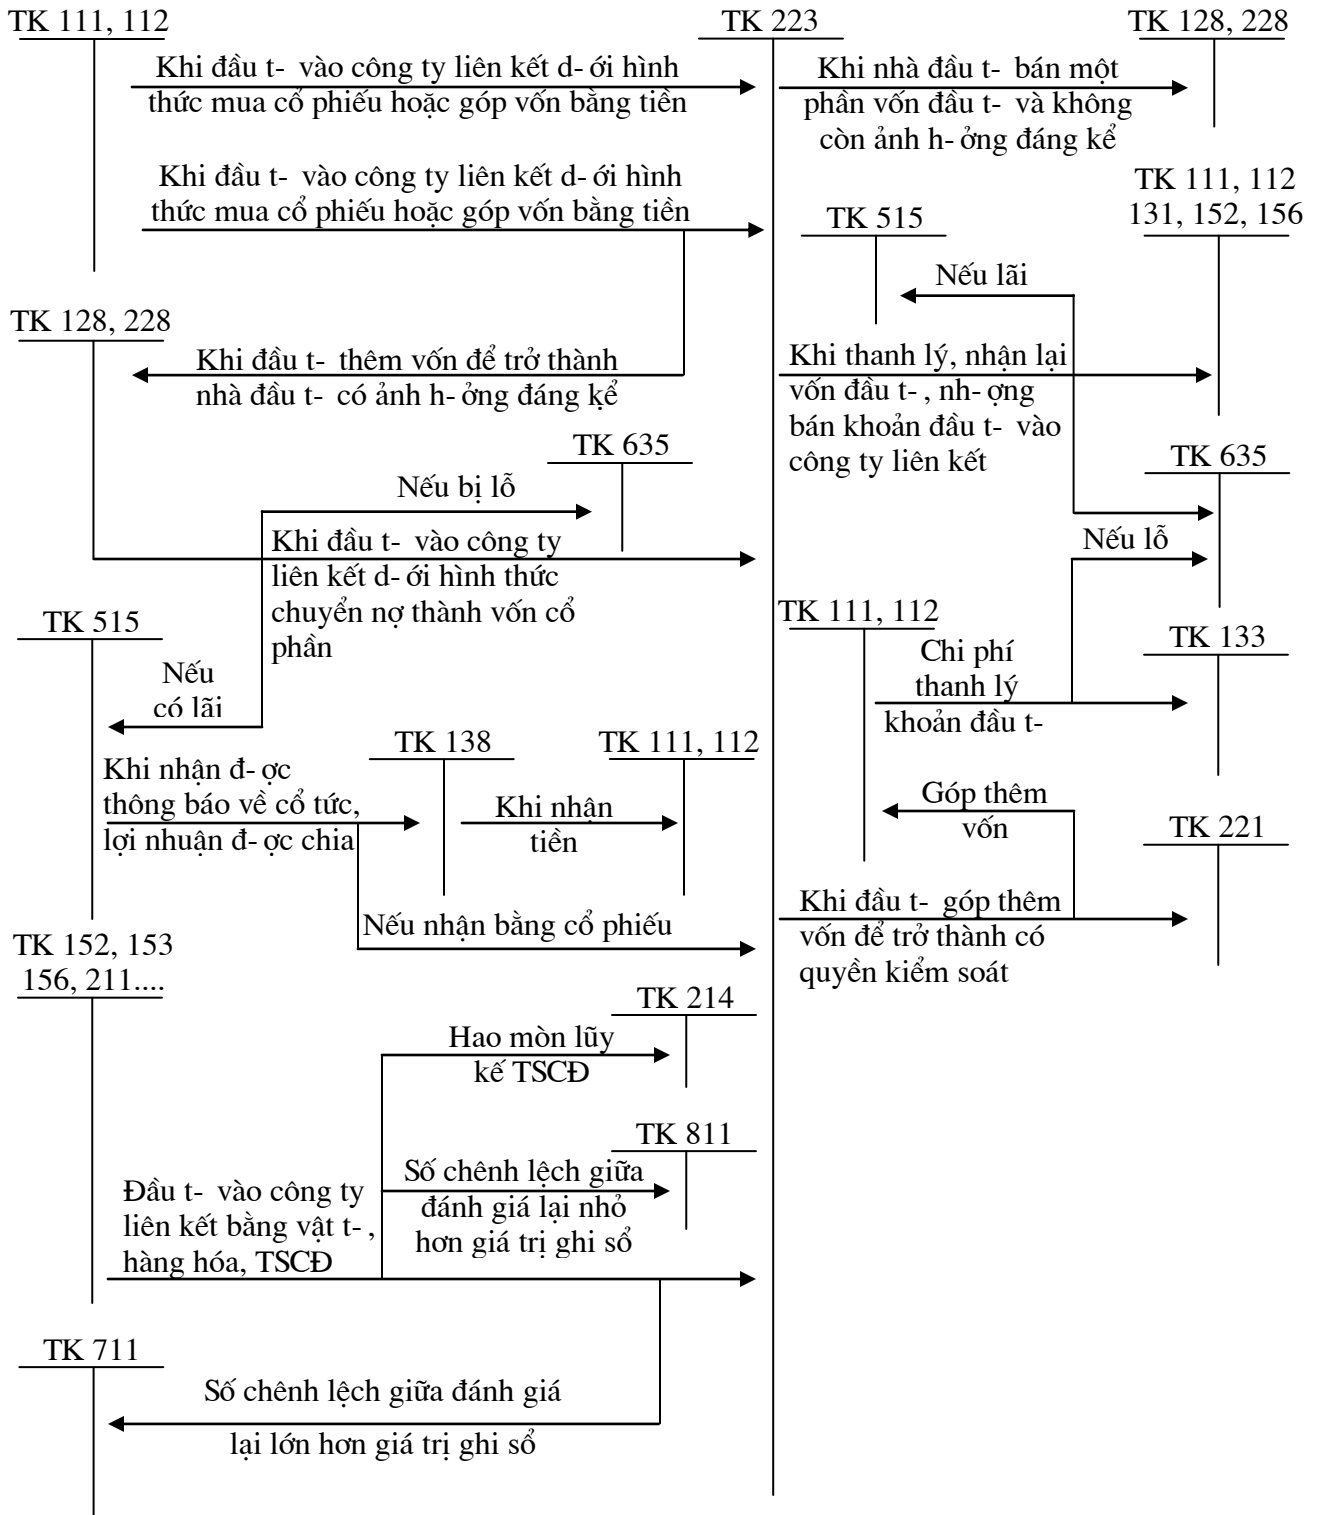 TK 111, 112
TK 223
TK 128, 228
Khi đầu t- vào công ty liên kết d- ới hình
thức mua cổ phiếu hoặc góp vốn bằng tiền
Khi nhà đầu t- bán một
phần vốn đầu t- và không
còn ảnh h- ởng đáng kể
Khi đầu t- vào công ty liên kết d- ới hình
thức mua cổ phiếu hoặc góp vốn bằng tiền
TK 515
TK 111, 112
131, 152, 156
Nếu lãi
TK 128, 228
Khi đầu t- thêm vốn để trở thành
nhà đầu t- có ảnh h- ởng đáng kể
Khi thanh lý, nhận lại
vốn đầu t- , nh- ợng
bán khoản đầu t- vào
công ty liên kết
TK 635
TK 635
Nếu bị lỗ
Nếu lỗ
Khi đầu t- vào công ty
liên kết d- ới hình thức
chuyển nợ thành vốn cổ
phần
TK 515
Nếu
có lãi
TK 111, 112
TK 133
Chi phí
thanh lý
khoản đầu t-
TK 138
TK 111, 112
Khi nhận đ- ợc
thông báo về cổ tức,
lợi nhuận đ- ợc chia
Khi nhận
tiền
Góp thêm
vốn
TK 221
Nếu nhận bằng cổ phiếu
Khi đầu t- góp thêm
vốn để trở thành có
quyền kiểm soát
TK 152, 153
156, 211....
TK 214
Hao mòn lũy
kế TSCĐ
TK 811
Số chênh lệch giữa
đánh giá lại nhỏ
hơn giá trị ghi sổ
Đầu t- vào công ty
liên kết bằng vật t- ,
hàng hóa, TSCĐ
TK 711
Số chênh lệch giữa đánh giá
lại lớn hơn giá trị ghi sổ